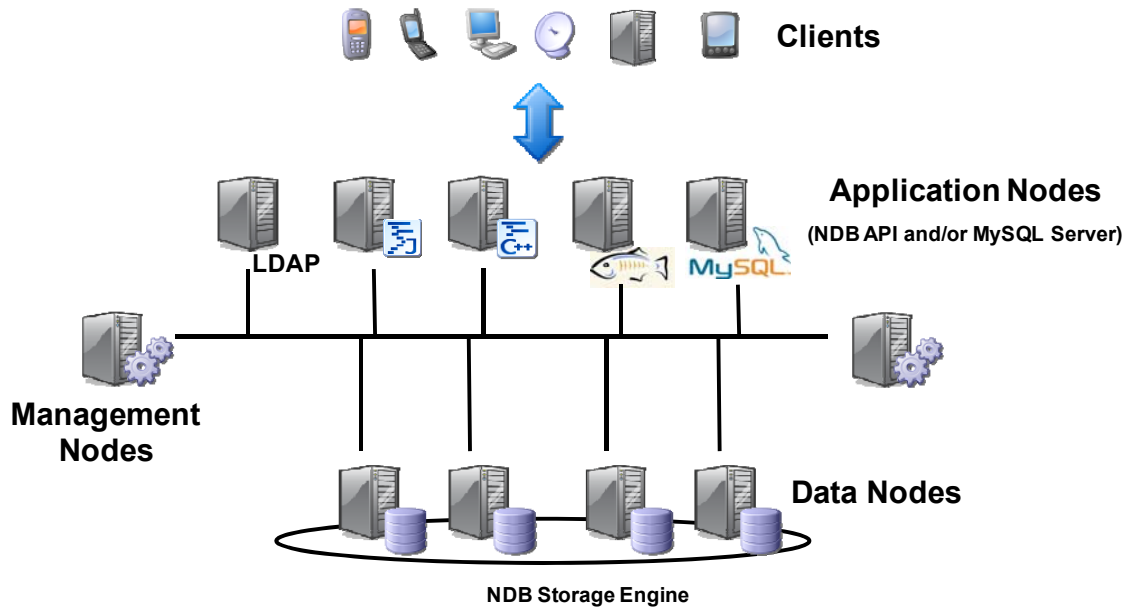 Clients
Application Nodes
(NDB API and/or MySQL Server)
LDAP
J
C++
MySQL
Management
Nodes
Data Nodes
NDB Storage Engine